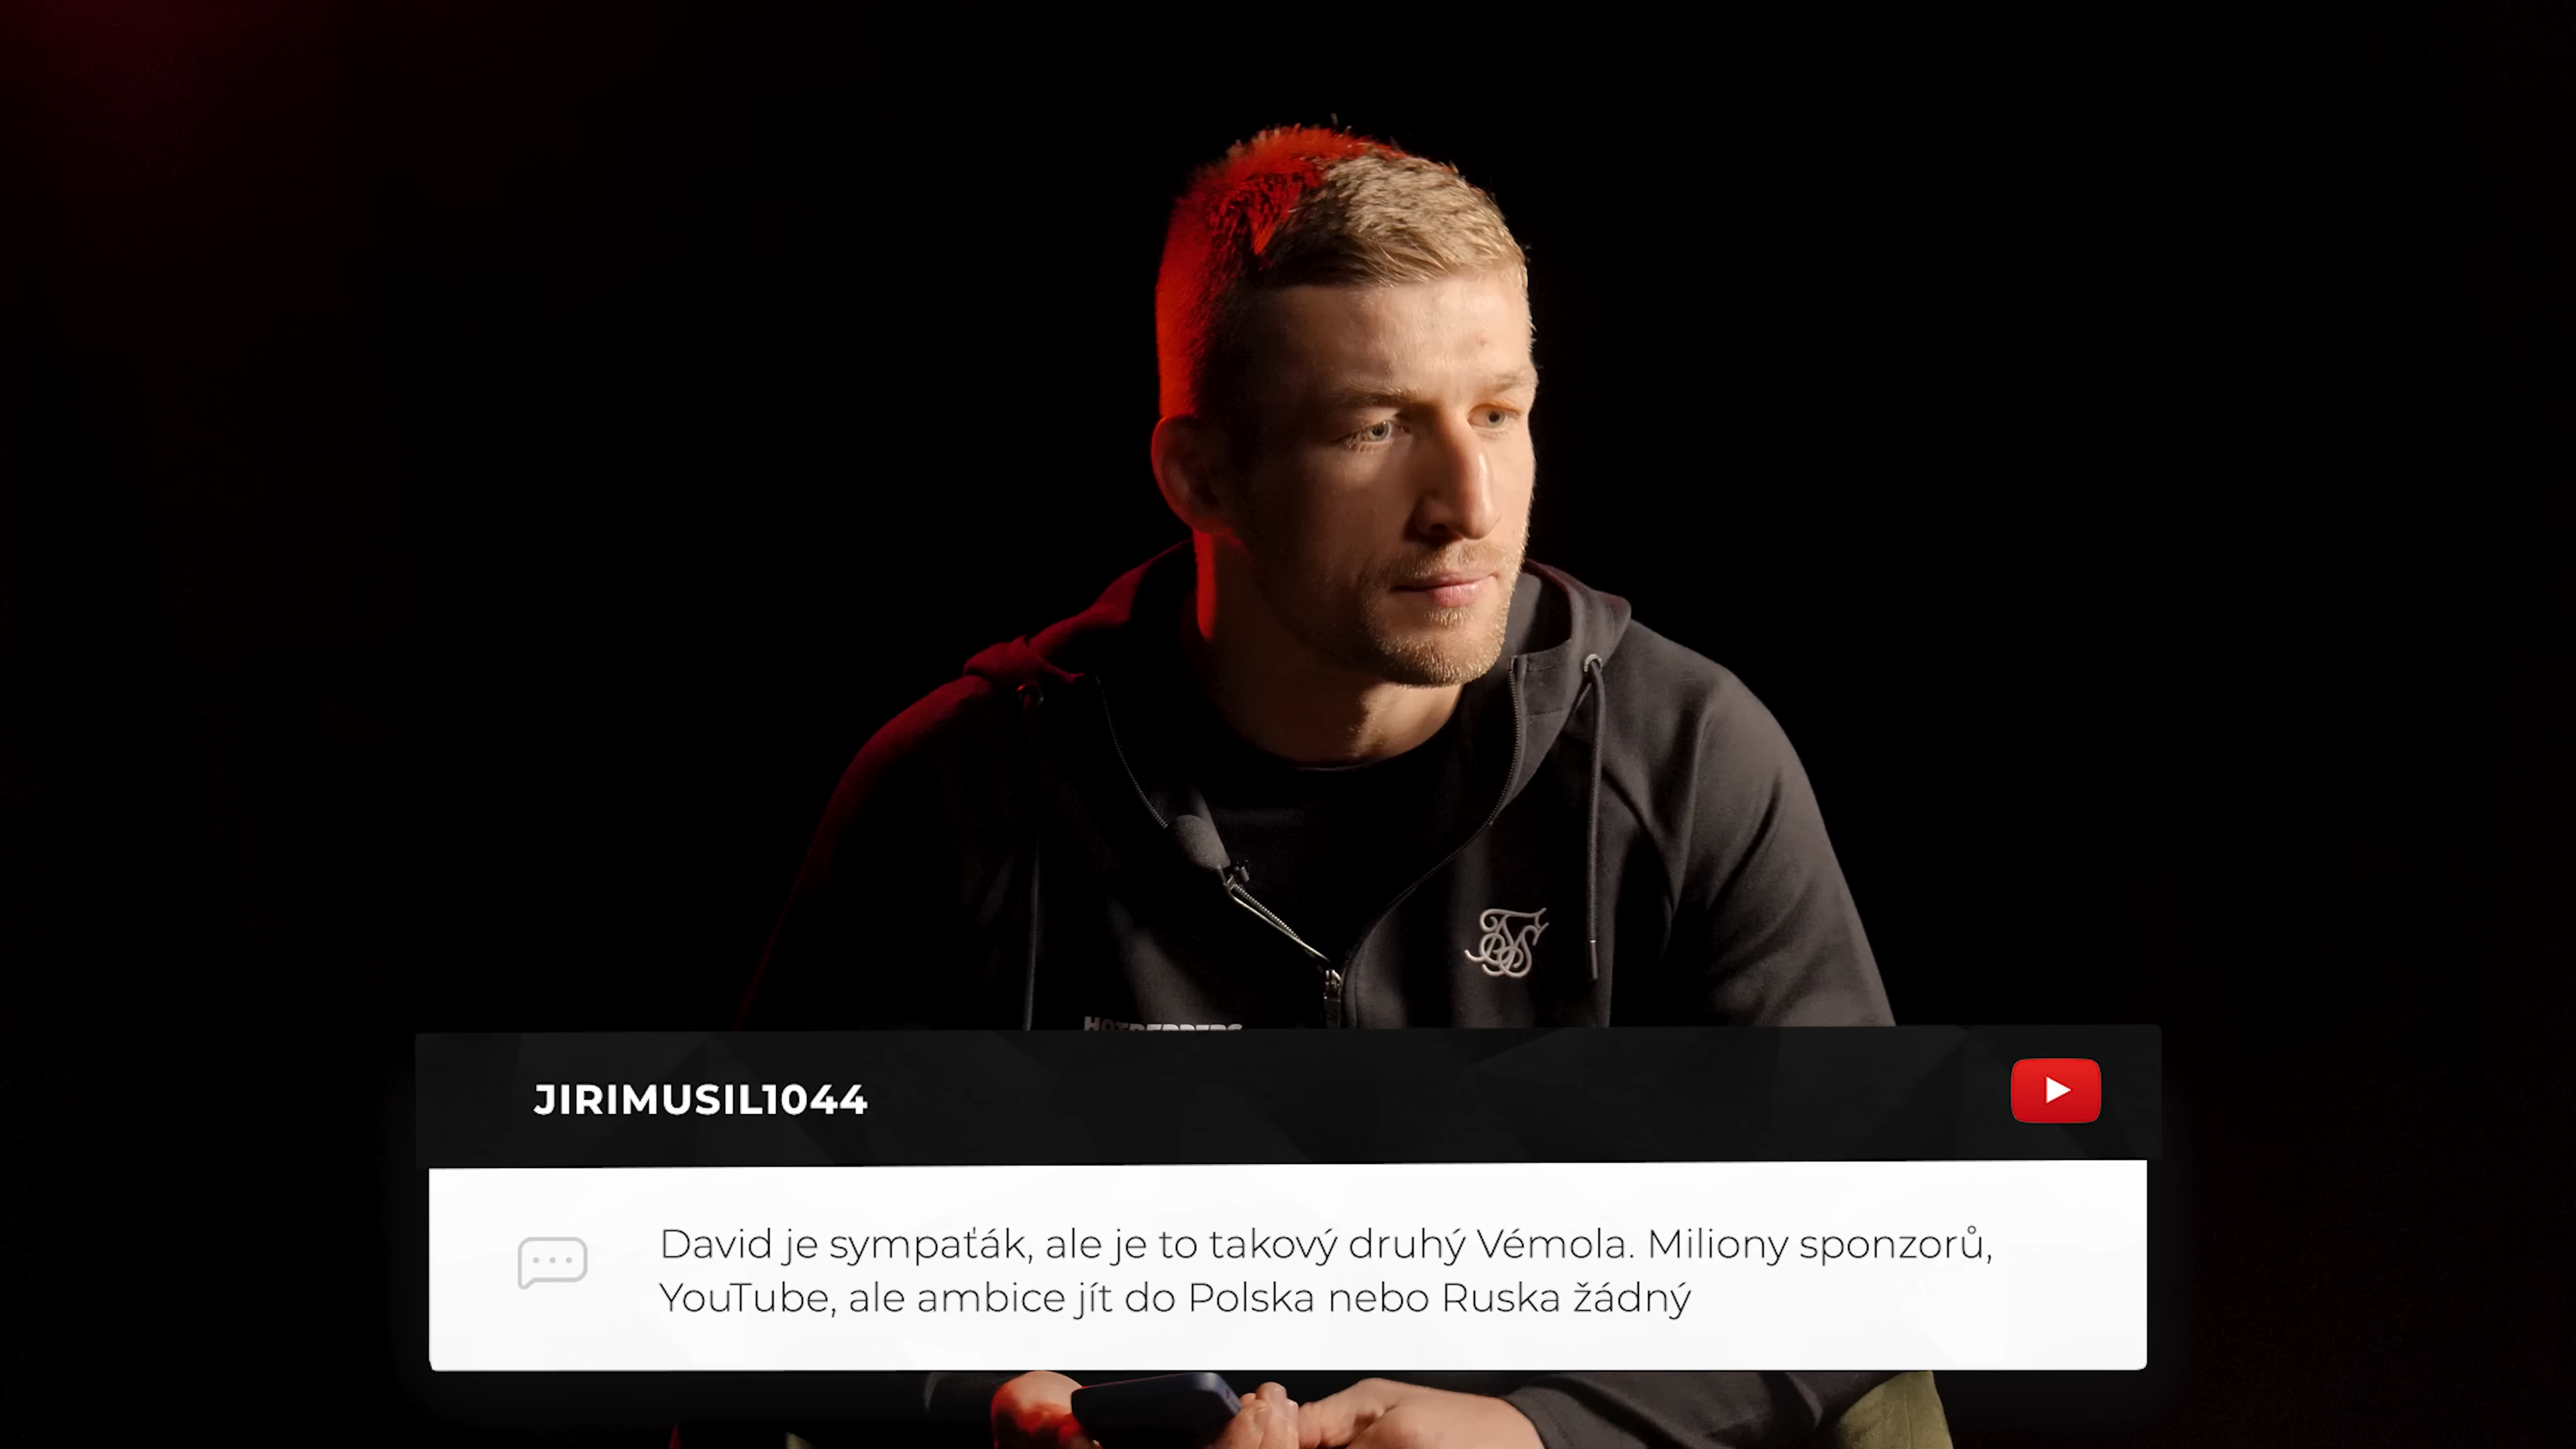 JIRIMUSIL1044
David je sympaťák, ale je to takový druhý Vémola. Miliony sponzorů,
YouTube, ale ambice jít do Polska nebo Ruska žádný